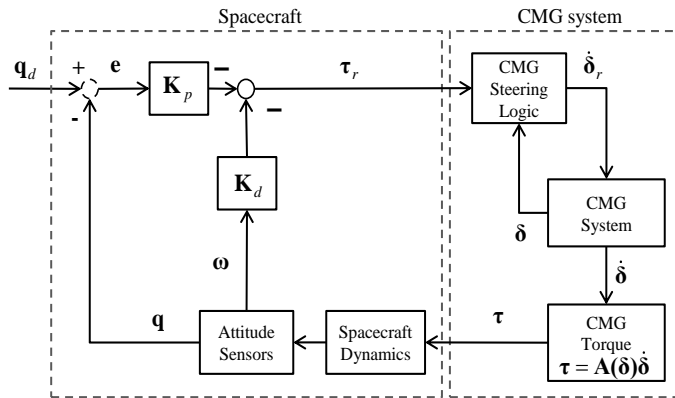 Spacecraft
CMG system
q_d
+
e
K_p
−
−
τ_r
CMG
Steering
Logic
δ̇_r
-
K_d
ω
δ
CMG
System
δ̇
q
Attitude
Sensors
Spacecraft
Dynamics
τ
CMG
Torque
τ = A(δ)δ̇